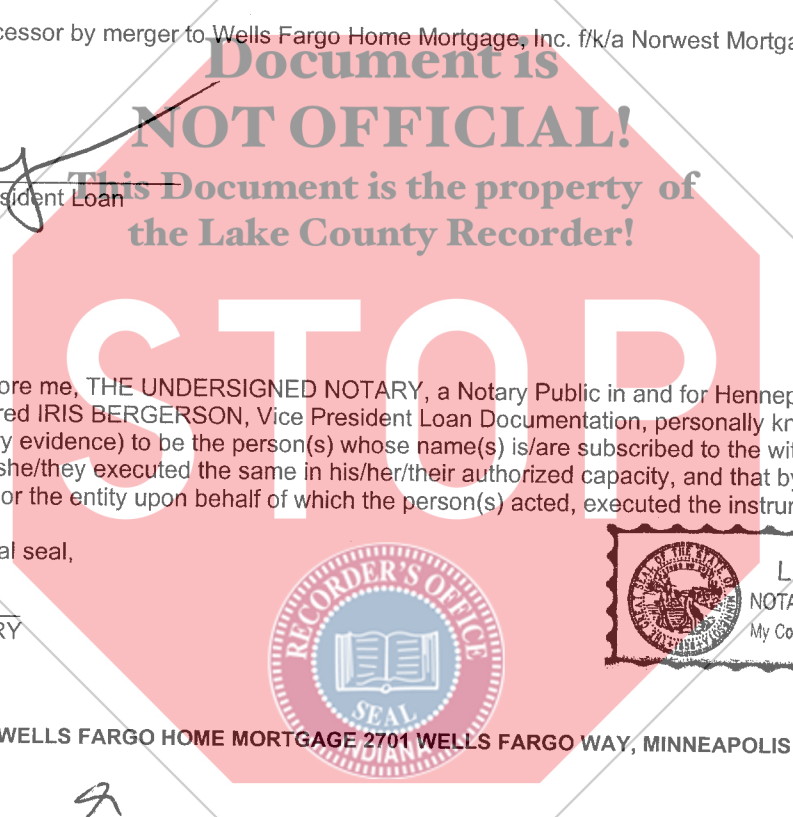 cessor by merger to Wells Fargo Home Mortgage, Inc. f/k/a Norwest Mortga
Document is
NOT OFFICIAL!
This Document is the property of
the Lake County Recorder!
sident Loan
STOP
ore me, THE UNDERSIGNED NOTARY, a Notary Public in and for Hennep
red IRIS BERGERSON, Vice President Loan Documentation, personally kn
y evidence) to be the person(s) whose name(s) is/are subscribed to the wit
she/they executed the same in his/her/their authorized capacity, and that by
or the entity upon behalf of which the person(s) acted, executed the instrum
al seal,
L
NOTA
My Co
RY
RECORDER'S OFFICE
SEAL
INDIANA
WELLS FARGO HOME MORTGAGE 2701 WELLS FARGO WAY, MINNEAPOLIS